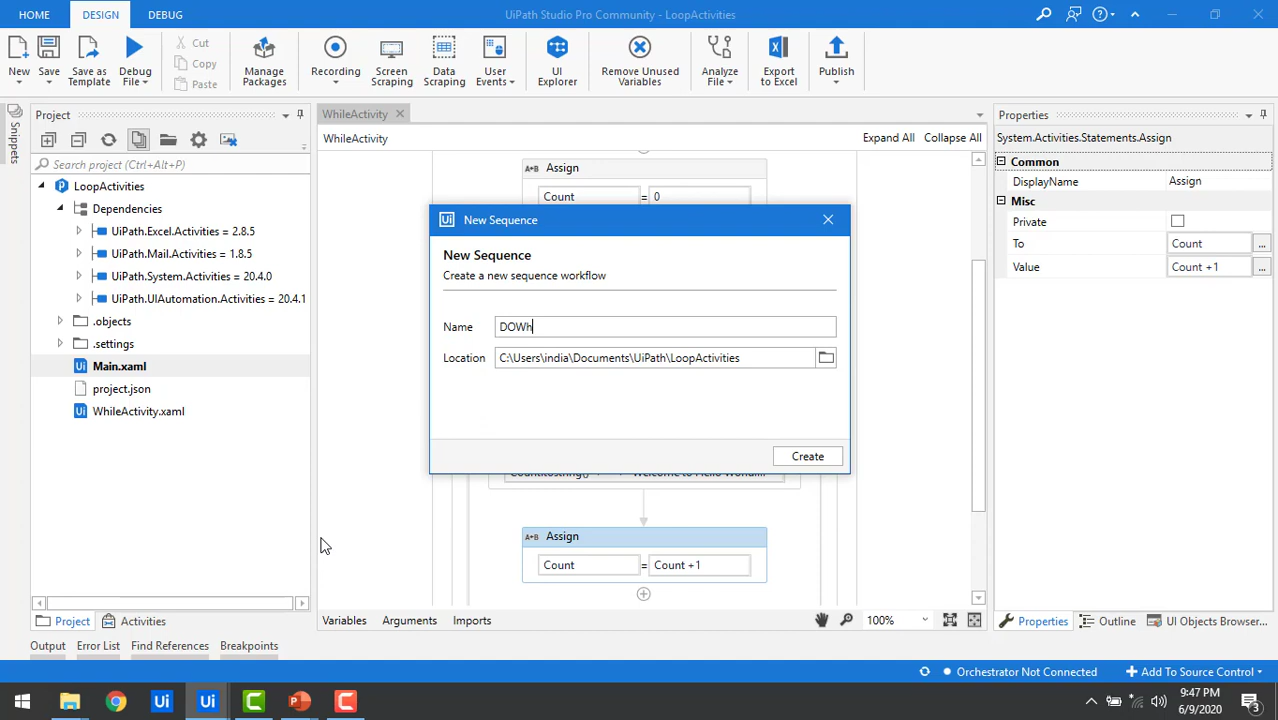 HOME DESIGN DEBUG UiPath Studio Pro Community - LoopActivities
New Save Save as Template Debug File Cut Copy Paste Manage Packages Recording Screen Scraping Data Scraping User Events UI Explorer Remove Unused Variables Analyze File Export to Excel Publish
Snippets
Project
Search project (Ctrl+Alt+P)
LoopActivities
Dependencies
UiPath.Excel.Activities = 2.8.5
UiPath.Mail.Activities = 1.8.5
UiPath.System.Activities = 20.4.0
UiPath.UIAutomation.Activities = 20.4.1
.objects
.settings
Main.xaml
project.json
WhileActivity.xaml
Project Activities
WhileActivity
WhileActivity Expand All Collapse All
A+B Assign
Count = 0
Ui New Sequence
New Sequence
Create a new sequence workflow
Name DOWh
Location C:\Users\india\Documents\UiPath\LoopActivities
Create
A+B Assign
Count = Count +1
Variables Arguments Imports 100%
Properties
System.Activities.Statements.Assign
Common
DisplayName Assign
Misc
Private
To Count ...
Value Count +1 ...
Properties Outline UI Objects Browser...
Output Error List Find References Breakpoints
Orchestrator Not Connected Add To Source Control
9:47 PM
6/9/2020
3